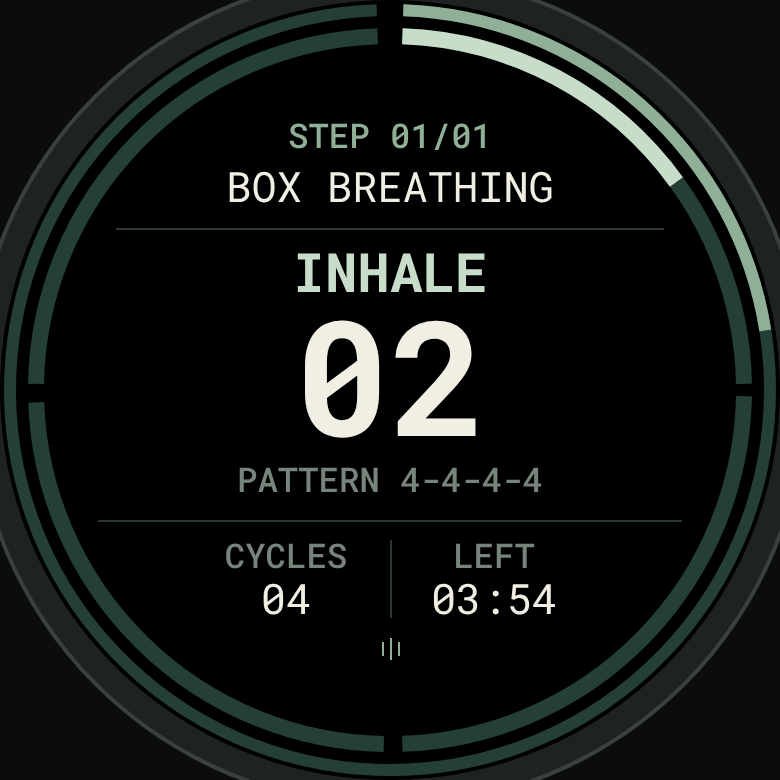 STEP 01/01
BOX BREATHING
INHALE
02
PATTERN 4-4-4-4
CYCLES LEFT
04 03:54